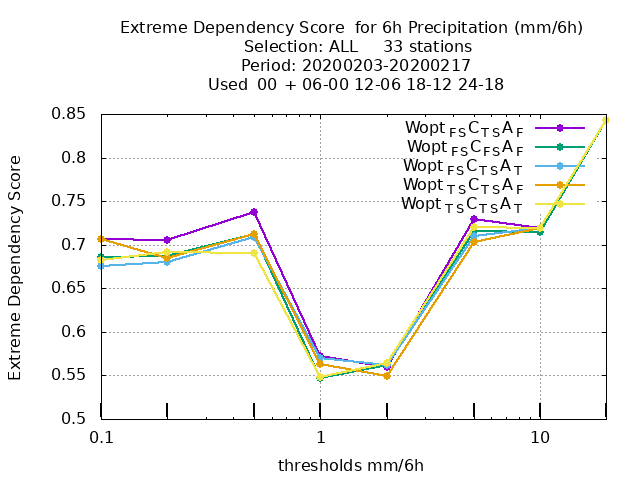 Extreme Dependency Score  for 6h Precipitation (mm/6h)
Selection: ALL     33 stations
Period: 20200203-20200217
Used  00 + 06-00 12-06 18-12 24-18
0.85
0.8
0.75
0.7
0.65
0.6
0.55
0.5
Extreme Dependency Score
Wopt FS C TS A F
Wopt FS C FS A F
Wopt FS C TS A T
Wopt TS C TS A F
Wopt TS C TS A T
0.1 1 10
thresholds mm/6h